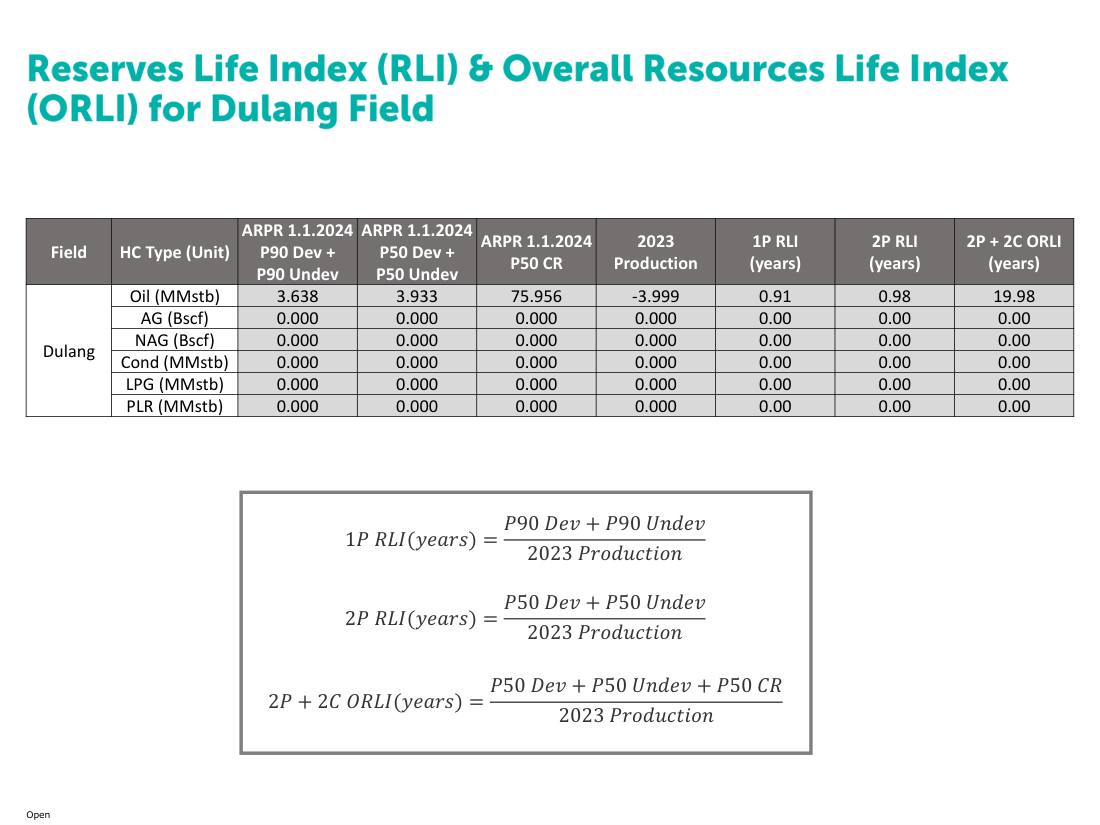 Reserves Life Index (RLI) & Overall Resources Life Index
(ORLI) for Dulang Field
Field HC Type (Unit) ARPR 1.1.2024 P90 Dev + P90 Undev ARPR 1.1.2024 P50 Dev + P50 Undev ARPR 1.1.2024 P50 CR 2023 Production 1P RLI (years) 2P RLI (years) 2P + 2C ORLI (years)
Dulang
Oil (MMstb) 3.638 3.933 75.956 -3.999 0.91 0.98 19.98
AG (Bscf) 0.000 0.000 0.000 0.000 0.00 0.00 0.00
NAG (Bscf) 0.000 0.000 0.000 0.000 0.00 0.00 0.00
Cond (MMstb) 0.000 0.000 0.000 0.000 0.00 0.00 0.00
LPG (MMstb) 0.000 0.000 0.000 0.000 0.00 0.00 0.00
PLR (MMstb) 0.000 0.000 0.000 0.000 0.00 0.00 0.00
1P RLI(years) = P90 Dev + P90 Undev
2023 Production
2P RLI(years) = P50 Dev + P50 Undev
2023 Production
2P + 2C ORLI(years) = P50 Dev + P50 Undev + P50 CR
2023 Production
Open